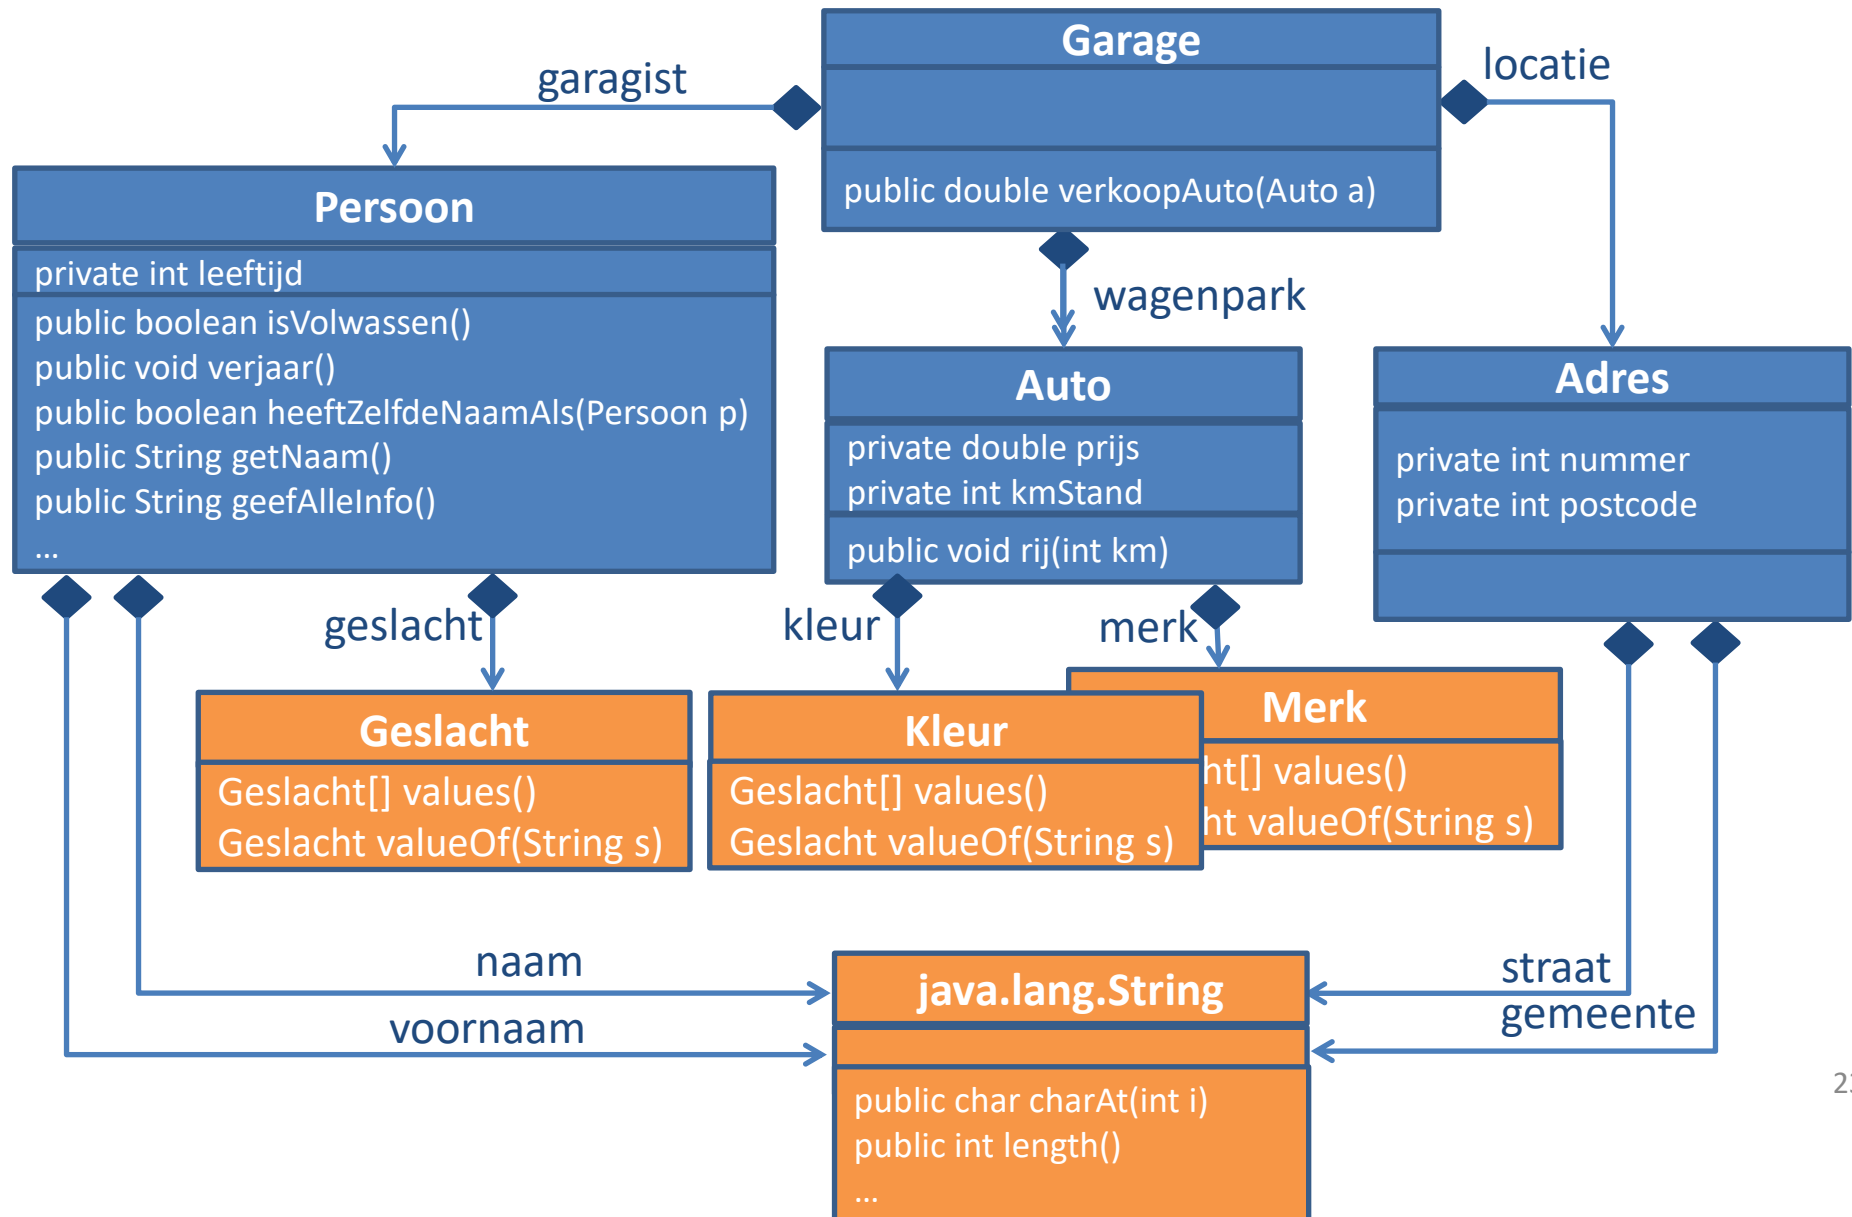 Garage
public double verkoopAuto(Auto a)
garagist
locatie
wagenpark
Persoon
private int leeftijd
public boolean isVolwassen()
public void verjaar()
public boolean heeftZelfdeNaamAls(Persoon p)
public String getNaam()
public String geefAlleInfo()
...
Auto
private double prijs
private int kmStand
public void rij(int km)
Adres
private int nummer
private int postcode
geslacht
kleur
merk
Geslacht
Geslacht[] values()
Geslacht valueOf(String s)
Kleur
Geslacht[] values()
Geslacht valueOf(String s)
Merk
ht[] values()
ht valueOf(String s)
naam
voornaam
straat
gemeente
java.lang.String
public char charAt(int i)
public int length()
...